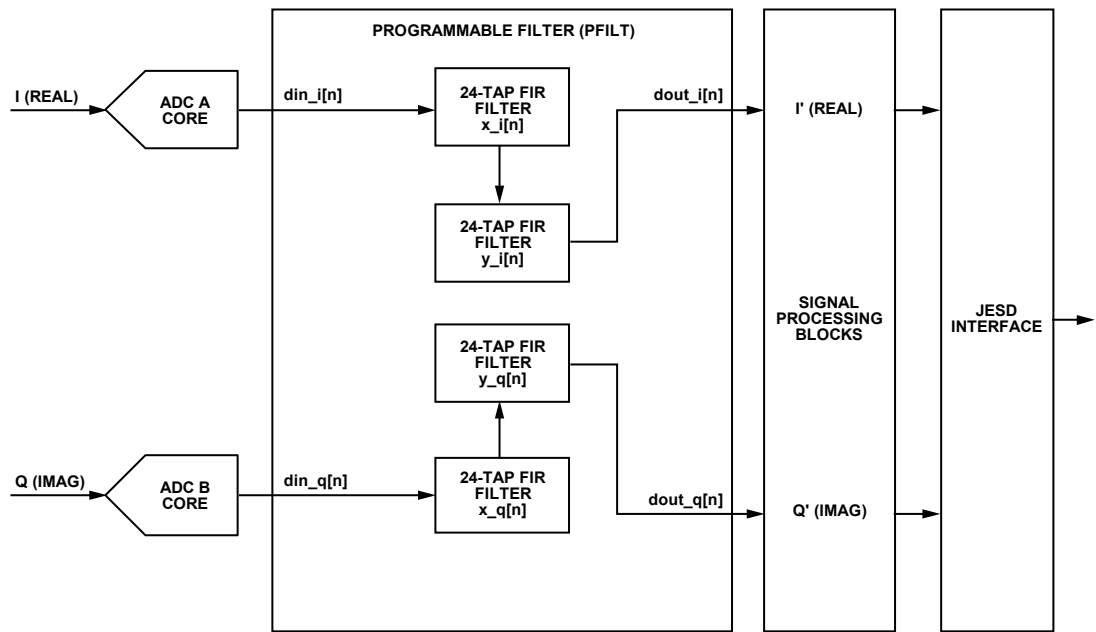 PROGRAMMABLE FILTER (PFILT)
I (REAL)
ADC A
CORE
din_i[n]
24-TAP FIR
FILTER
x_i[n]
dout_i[n]
I' (REAL)
24-TAP FIR
FILTER
y_i[n]
SIGNAL
PROCESSING
BLOCKS
JESD
INTERFACE
24-TAP FIR
FILTER
y_q[n]
Q (IMAG)
ADC B
CORE
din_q[n]
24-TAP FIR
FILTER
x_q[n]
dout_q[n]
Q' (IMAG)